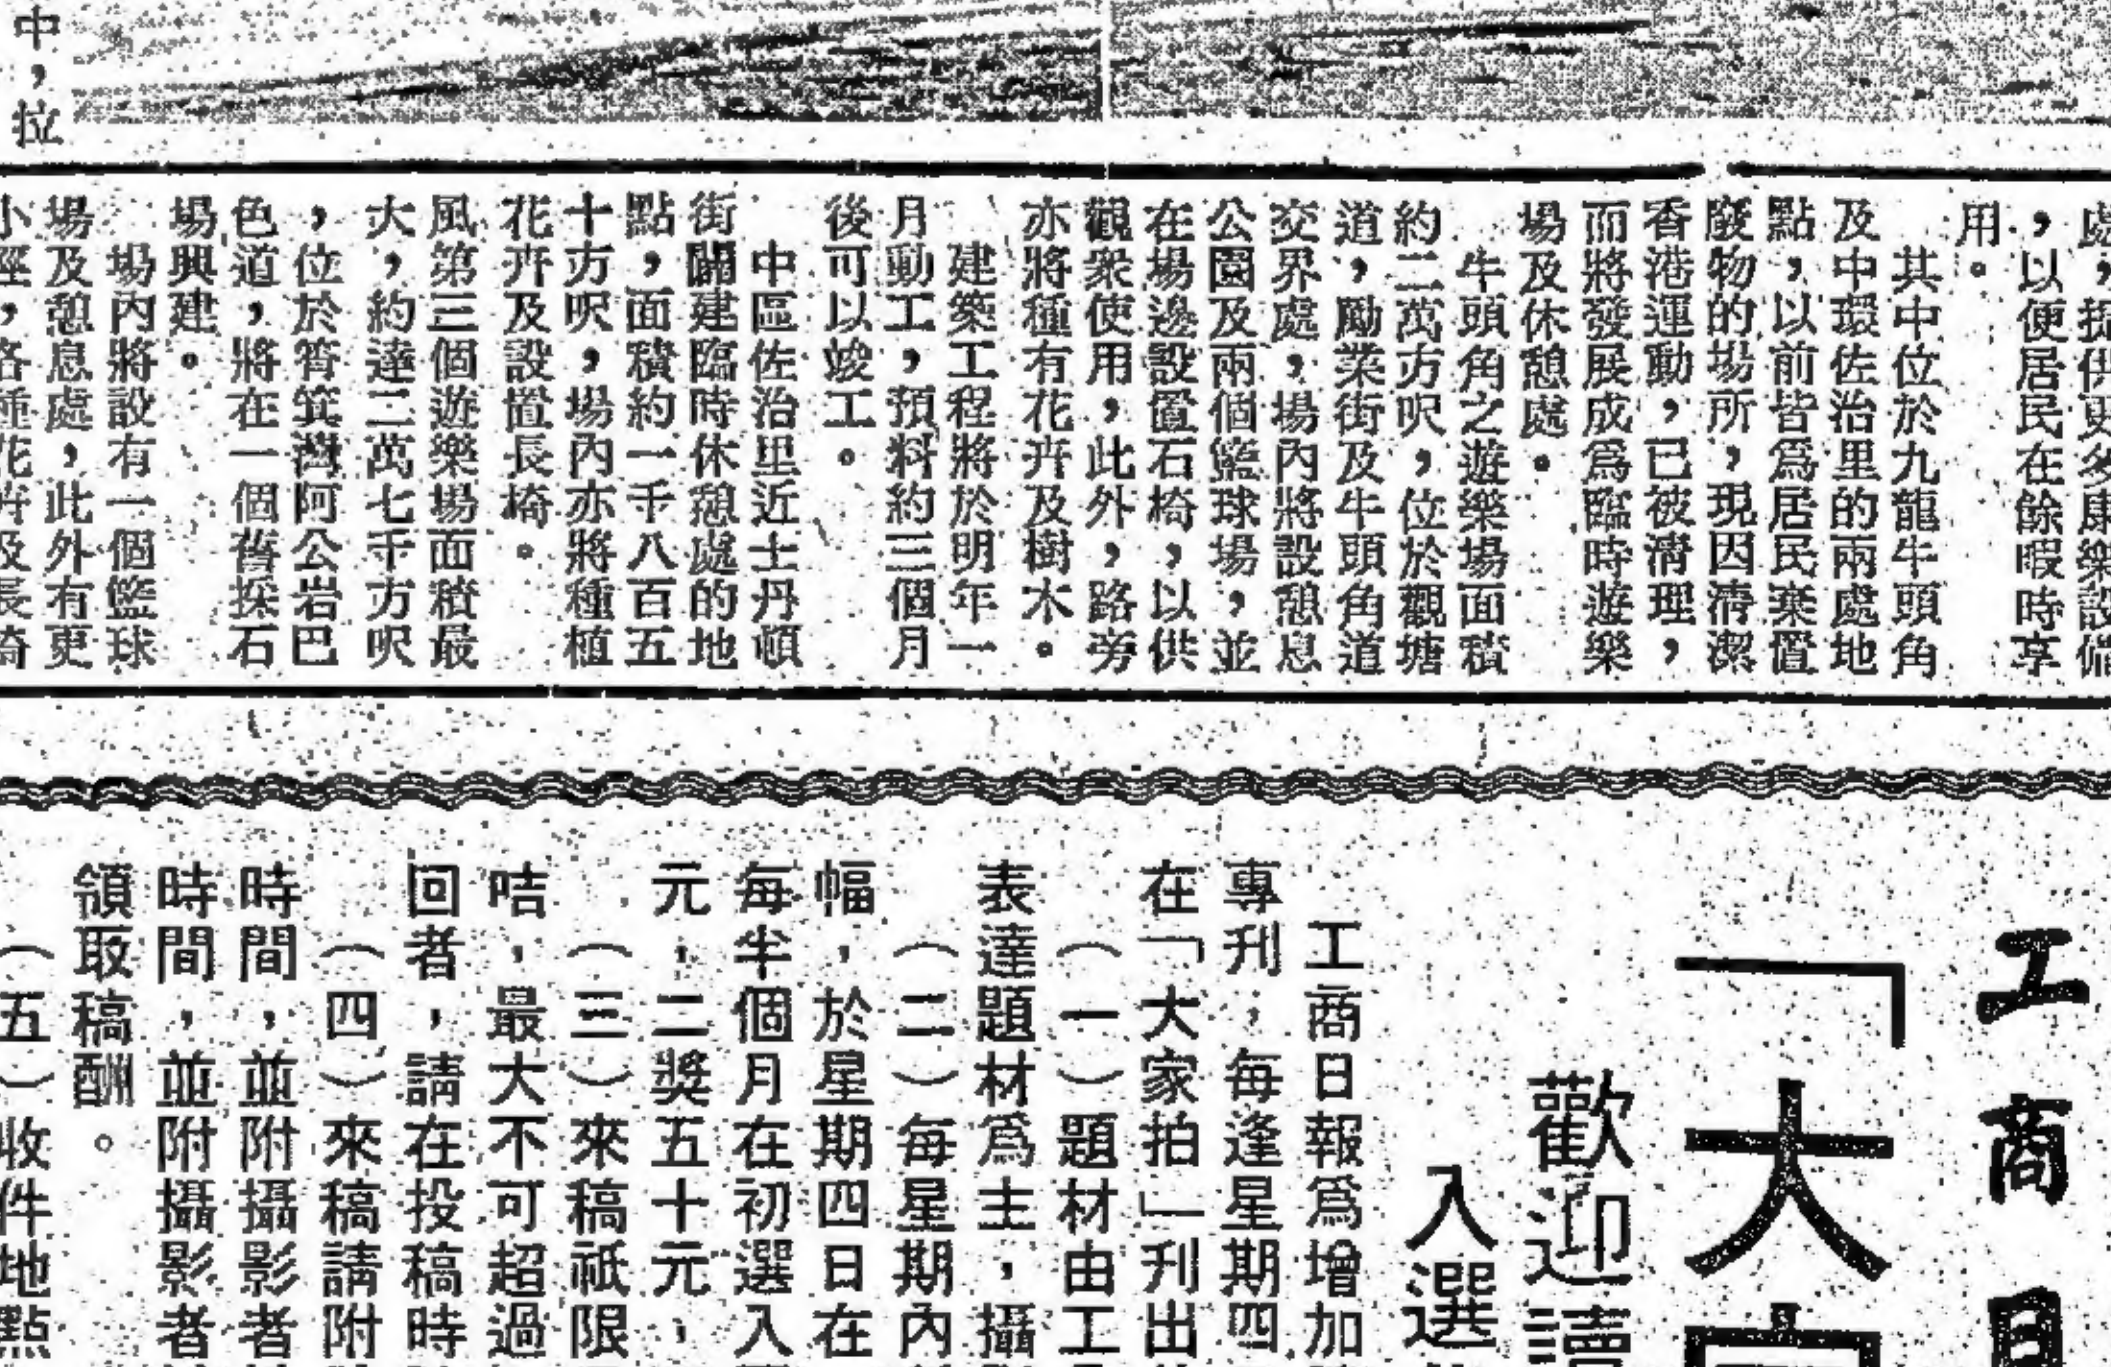 中，位
處，提供更多康樂設備
，以便居民在餘暇時享
用。
其中位於九龍牛頭角
及中環佐治里的兩處地
點，以前皆爲居民棄置
廢物的場所，現因清潔
香港運動，已被清理，
而將發展成爲臨時遊樂
場及休憩處。
牛頭角之遊樂場面積
約二萬方呎，位於觀塘
道，勵業街及牛頭角道
交界處，場內將設憩息
公園及兩個籃球場，並
在場邊設置石椅，以供
觀衆使用，此外，路旁
亦將種有花卉及樹木。
建築工程將於明年一
月動工，預料約三個月
後可以竣工。
中區佐治里近士丹頓
街闢建臨時休憩處的地
點，面積約一千八百五
十方呎，場內亦將種植
花卉及設置長椅。
風第三個遊樂場面積最
大，約達二萬七千方呎
，位於筲箕灣阿公岩巴
色道，將在一個舊採石
場興建。
場內將設有一個籃球
場及憩息處，此外有更
小徑，各種花卉及長椅
工商日
「大家
歡迎讀
入選
工商日報爲增加
專刋，每逢星期四
在「大家拍」刋出
（一）題材由工
表達題材爲主，攝
（二）每星期內
幅，於星期四日在
每半個月在初選入
元，二獎五十元，
（三）來稿祇限
咭，最大不可超過
回者，請在投稿時
（四）來稿請附
時間，並附攝影者
時間，並附攝影者
領取稿酬。
（五）收件地點